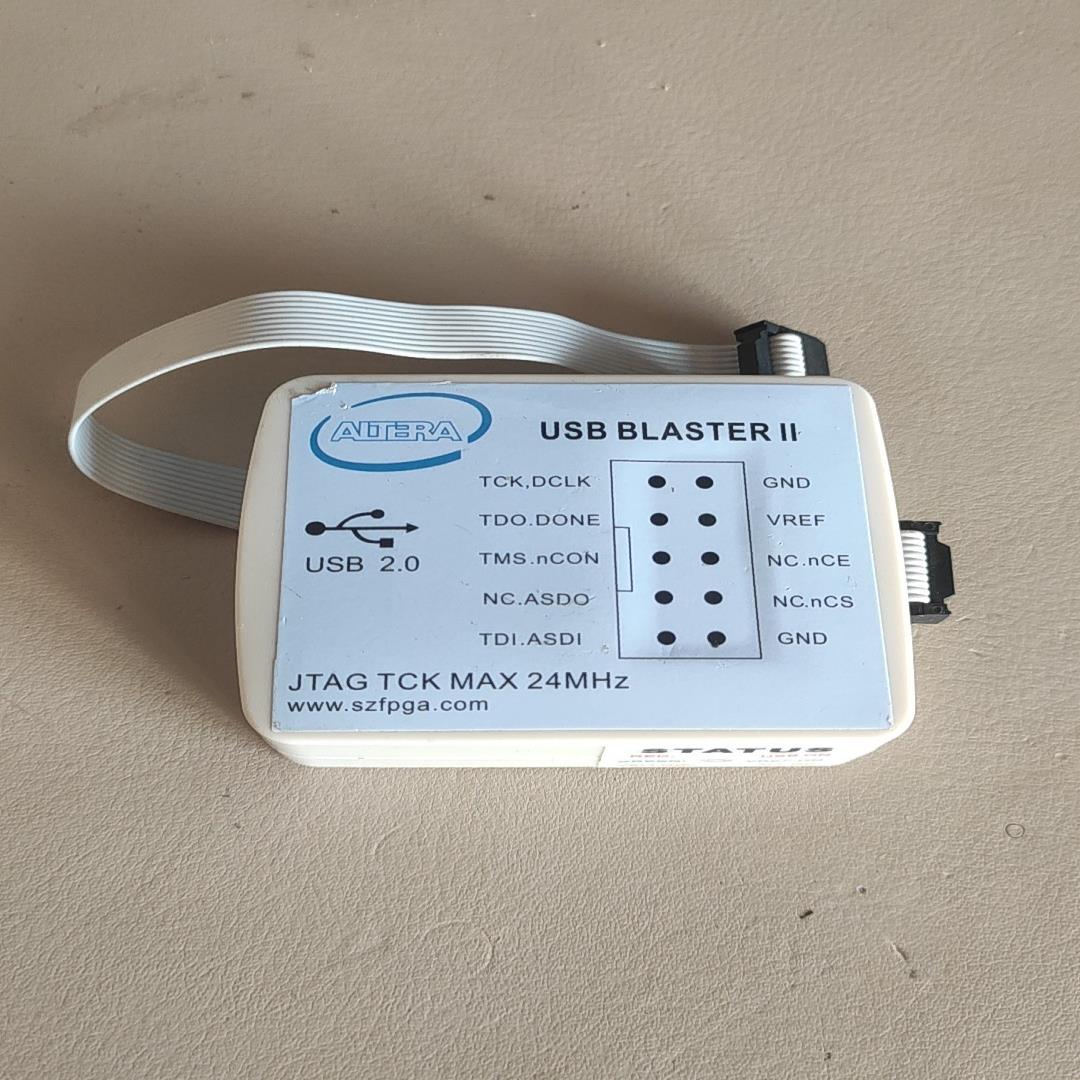 ALTERA
USB BLASTER II
TCK,DCLK GND
TDO.DONE VREF
USB 2.0
TMS.nCON NC.nCE
NC.ASDO NC.nCS
TDI.ASDI GND
JTAG TCK MAX 24MHz
www.szfpga.com
STATUS